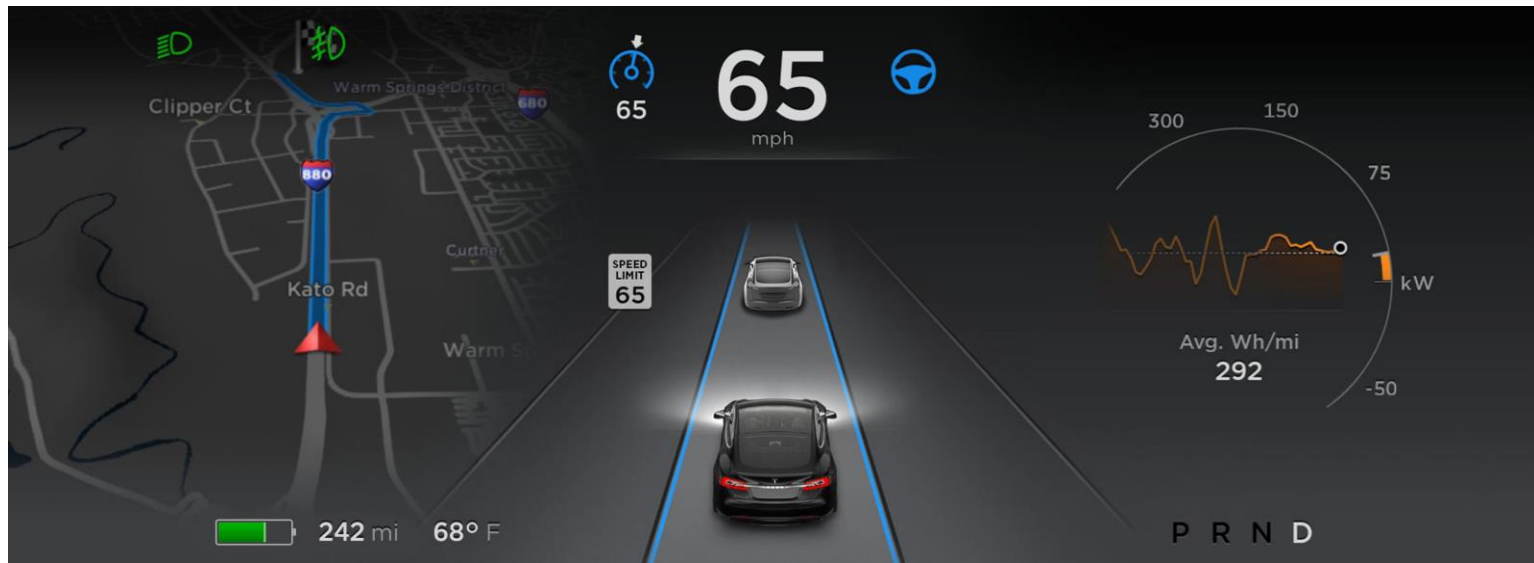 Warm Springs District
680
Clipper Ct
880
Curtner
Kato Rd
Warm
242 mi
68° F
65
65
mph
SPEED
LIMIT
65
300
150
75
kW
Avg. Wh/mi
292
-50
P R N D